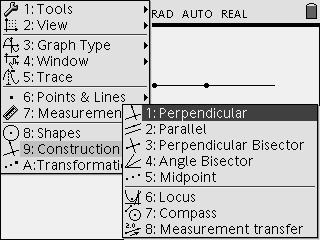 1: Tools
2: View
3: Graph Type
4: Window
5: Trace
6: Points & Lines
7: Measuremen
8: Shapes
9: Construction
A: Transformatio
RAD AUTO REAL
1: Perpendicular
2: Parallel
3: Perpendicular Bisector
4: Angle Bisector
5: Midpoint
6: Locus
7: Compass
8: Measurement transfer